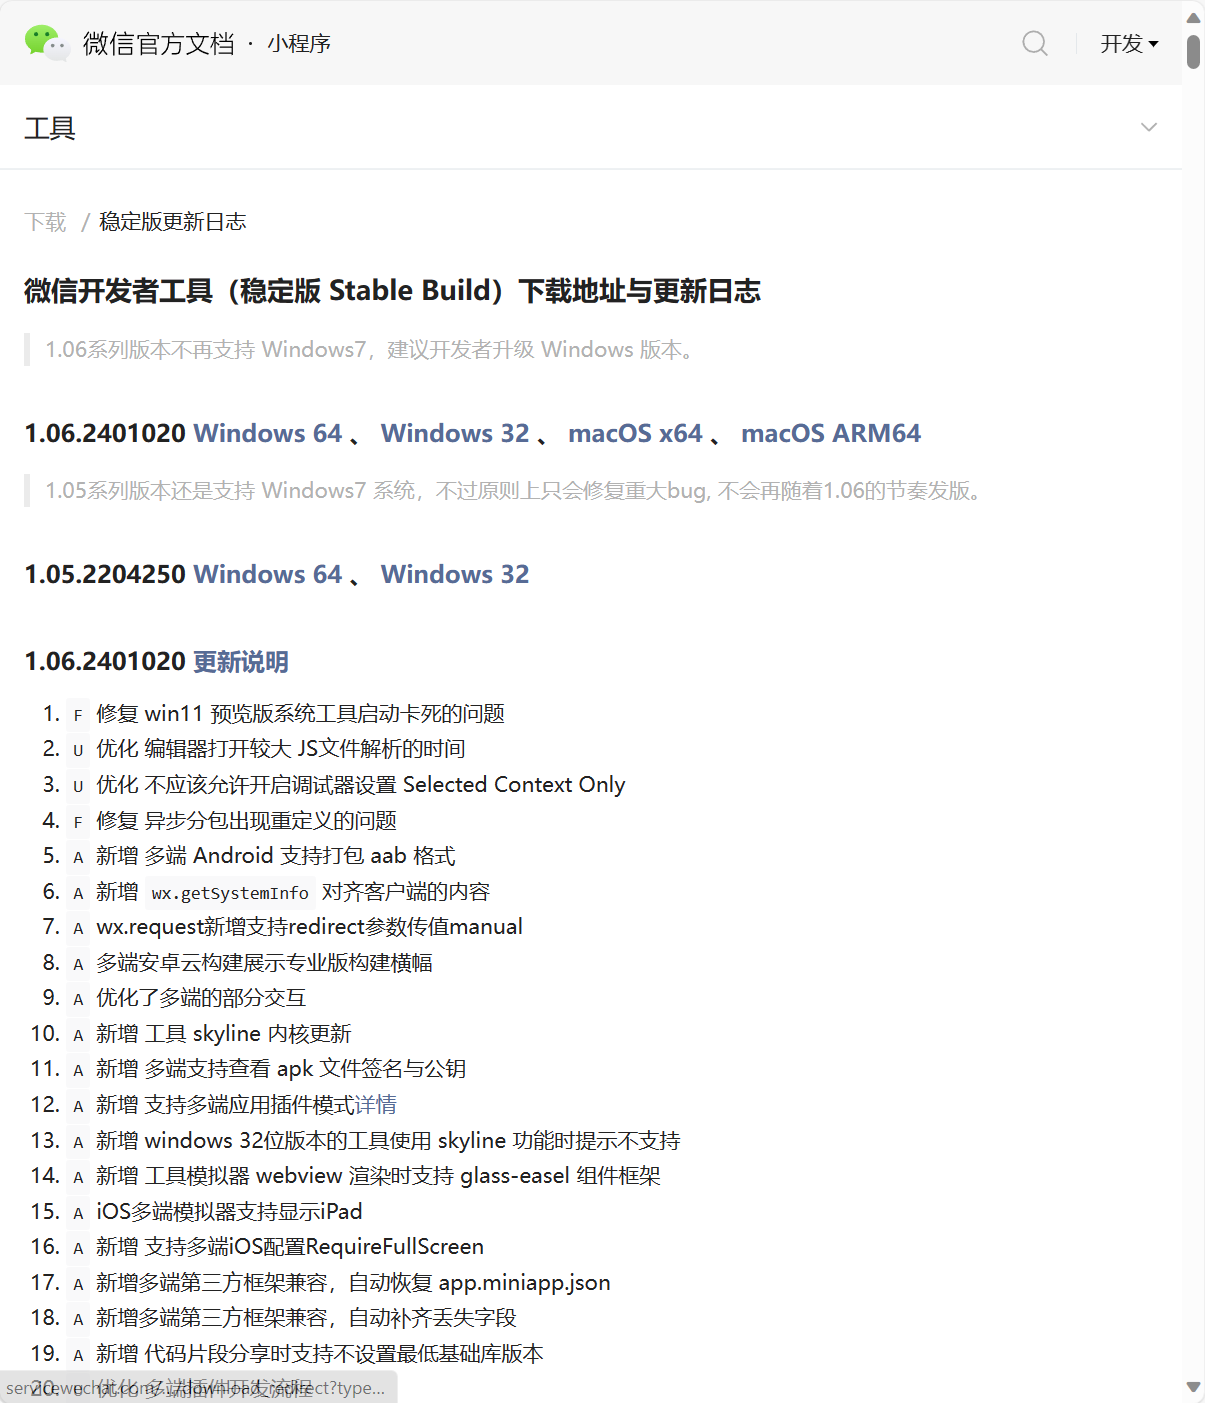 微信官方文档 · 小程序
开发
工具
下载 / 稳定版更新日志
微信开发者工具（稳定版 Stable Build）下载地址与更新日志
1.06系列版本不再支持 Windows7，建议开发者升级 Windows 版本。
1.06.2401020 Windows 64 、 Windows 32 、 macOS x64 、 macOS ARM64
1.05系列版本还是支持 Windows7 系统，不过原则上只会修复重大bug, 不会再随着1.06的节奏发版。
1.05.2204250 Windows 64 、 Windows 32
1.06.2401020 更新说明
1. F 修复 win11 预览版系统工具启动卡死的问题
2. U 优化 编辑器打开较大 JS文件解析的时间
3. U 优化 不应该允许开启调试器设置 Selected Context Only
4. F 修复 异步分包出现重定义的问题
5. A 新增 多端 Android 支持打包 aab 格式
6. A 新增 wx.getSystemInfo 对齐客户端的内容
7. A wx.request新增支持redirect参数传值manual
8. A 多端安卓云构建展示专业版构建横幅
9. A 优化了多端的部分交互
10. A 新增 工具 skyline 内核更新
11. A 新增 多端支持查看 apk 文件签名与公钥
12. A 新增 支持多端应用插件模式详情
13. A 新增 windows 32位版本的工具使用 skyline 功能时提示不支持
14. A 新增 工具模拟器 webview 渲染时支持 glass-easel 组件框架
15. A iOS多端模拟器支持显示iPad
16. A 新增 支持多端iOS配置RequireFullScreen
17. A 新增多端第三方框架兼容，自动恢复 app.miniapp.json
18. A 新增多端第三方框架兼容，自动补齐丢失字段
19. A 新增 代码片段分享时支持不设置最低基础库版本
20. U 优化 多端插件开发流程
servicewechat.com/.../download_redirect?type...